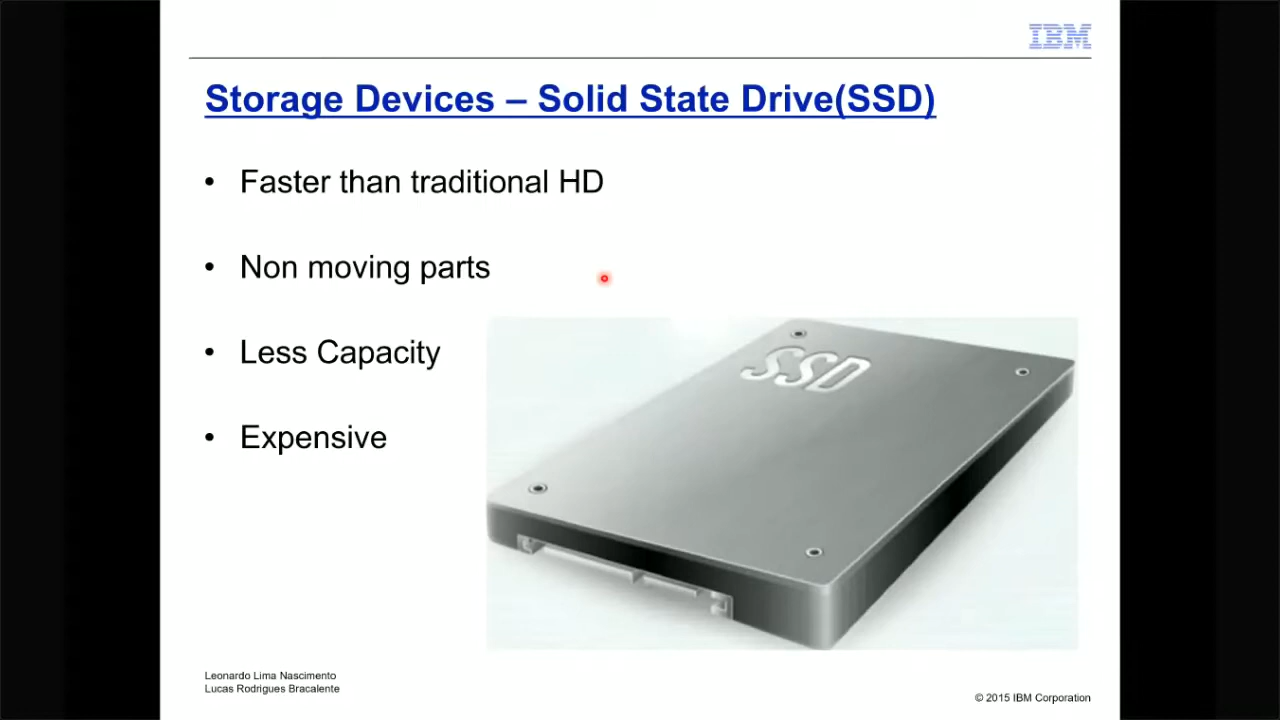 IBM
Storage Devices – Solid State Drive(SSD)
• Faster than traditional HD
• Non moving parts
• Less Capacity
• Expensive
SSD
Leonardo Lima Nascimento
Lucas Rodrigues Bracalente
© 2015 IBM Corporation